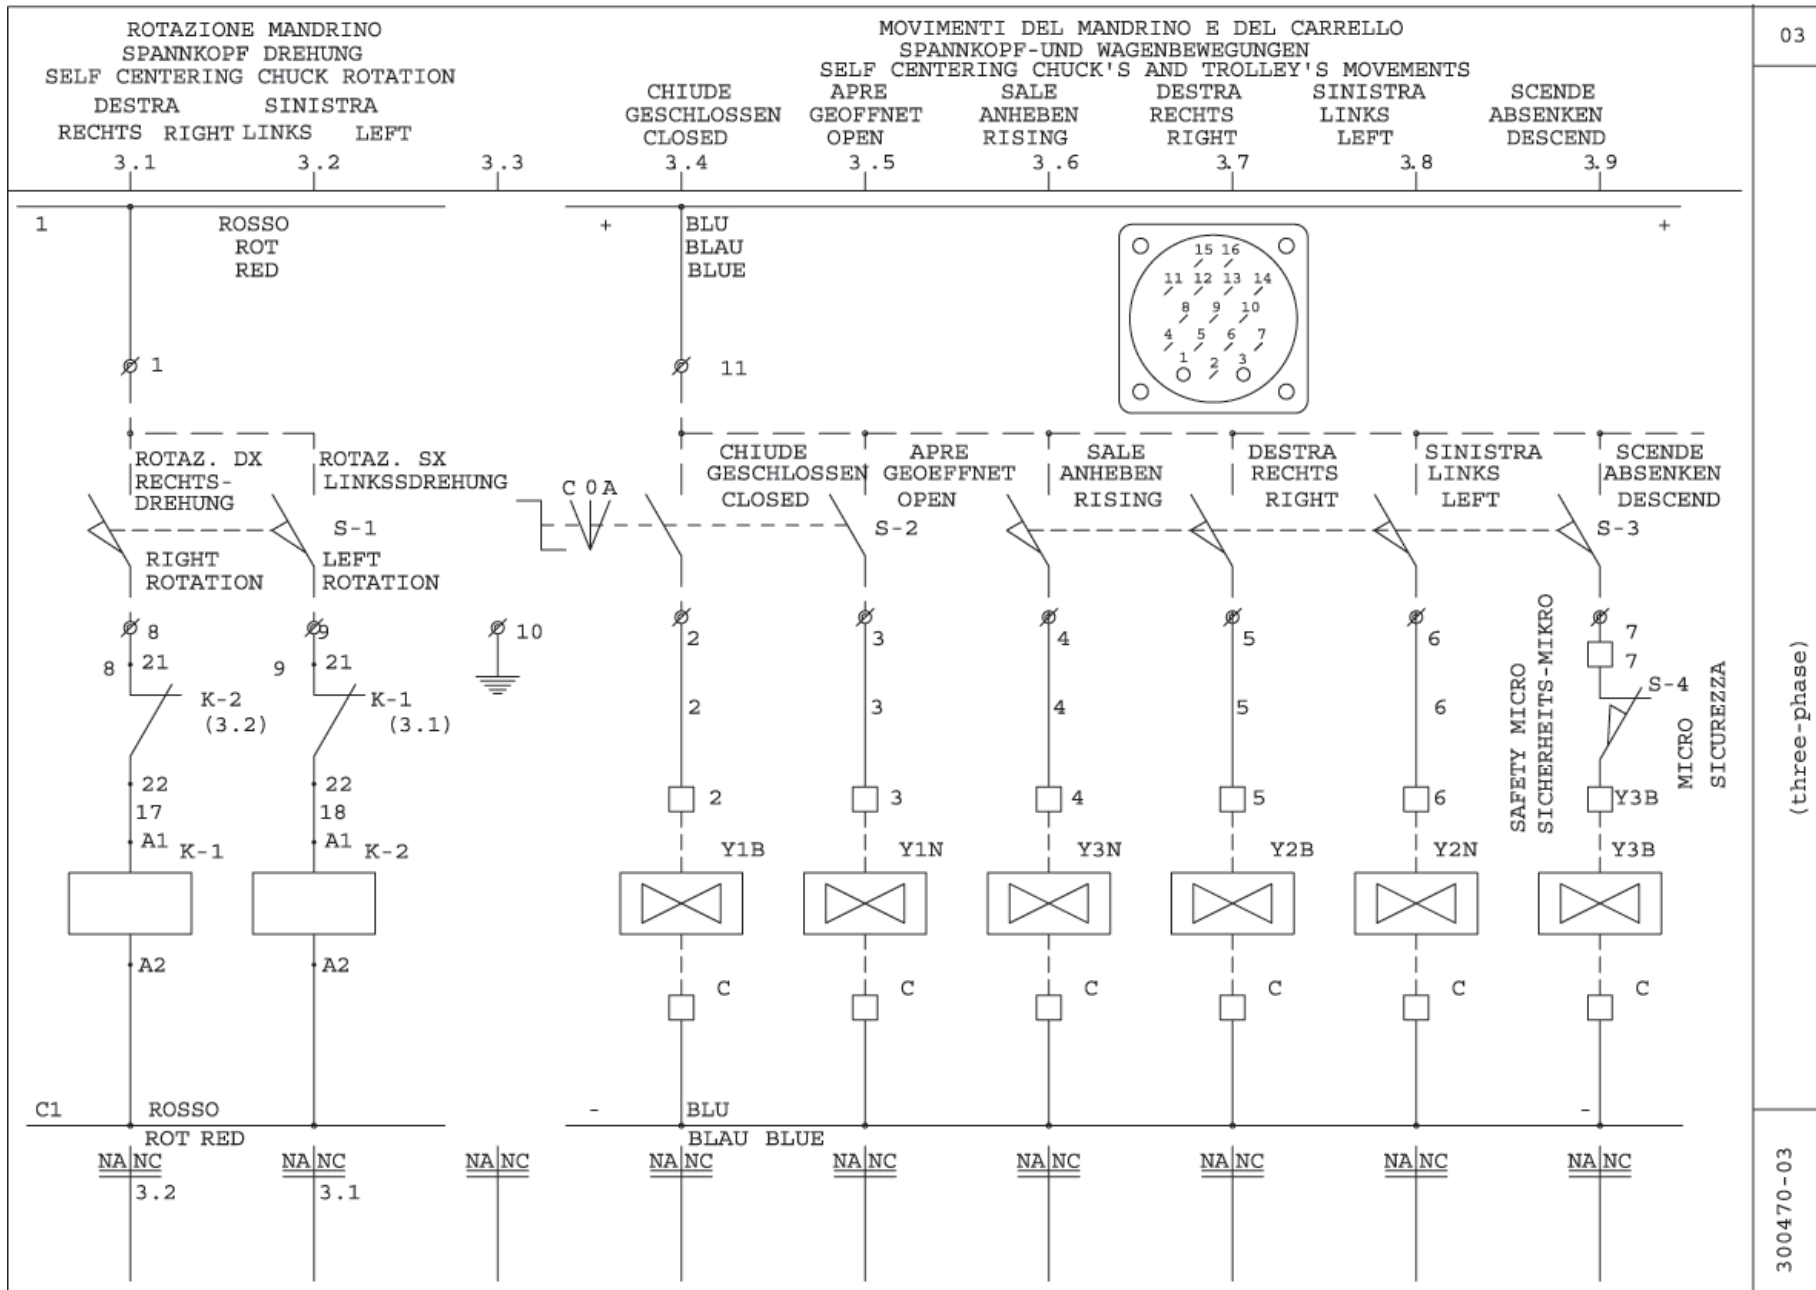 ROTAZIONE MANDRINO
SPANNKOPF DREHUNG
SELF CENTERING CHUCK ROTATION
DESTRA SINISTRA
RECHTS RIGHT LINKS LEFT
MOVIMENTI DEL MANDRINO E DEL CARRELLO
SPANNKOPF-UND WAGENBEWEGUNGEN
SELF CENTERING CHUCK'S AND TROLLEY'S MOVEMENTS
CHIUDE APRE SALE DESTRA SINISTRA SCENDE
GESCHLOSSEN GEOFFNET ANHEBEN RECHTS LINKS ABSENKEN
CLOSED OPEN RISING RIGHT LEFT DESCEND
3.1 3.2 3.3 3.4 3.5 3.6 3.7 3.8 3.9
03
1 ROSSO + BLU +
ROT BLAU
RED BLUE
15 16
11 12 13 14
8 9 10
4 5 6 7
1 2 3
1 11
ROTAZ. DX ROTAZ. SX
RECHTS- LINKSSDREHUNG
DREHUNG
CHIUDE APRE SALE DESTRA SINISTRA SCENDE
GESCHLOSSEN GEOEFFNET ANHEBEN RECHTS LINKS ABSENKEN
CLOSED OPEN RISING RIGHT LEFT DESCEND
C 0 A
S-1 S-2 S-3
RIGHT LEFT
ROTATION ROTATION
8 9 10 2 3 4 5 6 7
8 21 9 21 7
K-2 K-1 S-4
(3.2) (3.1) 2 3 4 5 6
SAFETY MICRO
SICHERHEITS-MIKRO
MICRO
SICUREZZA
22 22
17 18 2 3 4 5 6 Y3B
A1 K-1 A1 K-2 Y1B Y1N Y3N Y2B Y2N Y3B
A2 A2
C C C C C C
C1 ROSSO - BLU -
ROT RED BLAU BLUE
NA NC NA NC NA NC NA NC NA NC NA NC NA NC NA NC NA NC
3.2 3.1
(three-phase)
300470-03